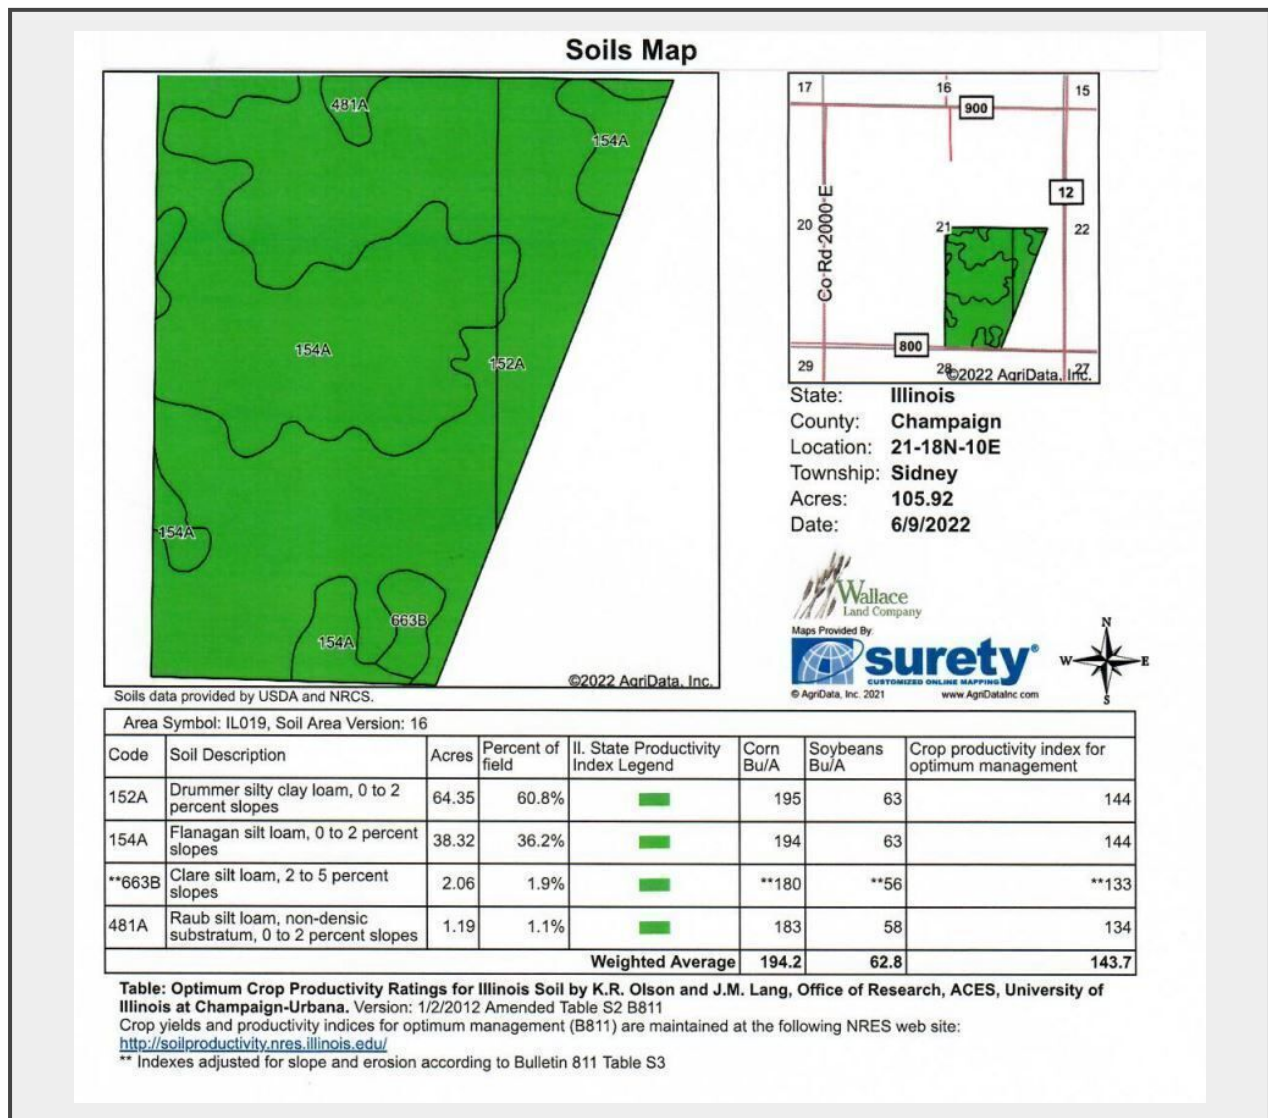 Soils Map
481A
154A
154A
152A
154A
663B
154A
©2022 AgriData, Inc.
Soils data provided by USDA and NRCS.
17
16
15
900
12
Co Rd 2000 E
20
21
22
800
29
28
27
©2022 AgriData, Inc.
State: Illinois
County: Champaign
Location: 21-18N-10E
Township: Sidney
Acres: 105.92
Date: 6/9/2022
Wallace
Land Company
Maps Provided By:
surety®
CUSTOMIZED ONLINE MAPPING
© AgriData, Inc. 2021 www.AgriDataInc.com
N
W E
S
Area Symbol: IL019, Soil Area Version: 16
Code Soil Description Acres Percent of field II. State Productivity Index Legend Corn Bu/A Soybeans Bu/A Crop productivity index for optimum management
152A Drummer silty clay loam, 0 to 2 percent slopes 64.35 60.8% 195 63 144
154A Flanagan silt loam, 0 to 2 percent slopes 38.32 36.2% 194 63 144
**663B Clare silt loam, 2 to 5 percent slopes 2.06 1.9% **180 **56 **133
481A Raub silt loam, non-densic substratum, 0 to 2 percent slopes 1.19 1.1% 183 58 134
Weighted Average 194.2 62.8 143.7
Table: Optimum Crop Productivity Ratings for Illinois Soil by K.R. Olson and J.M. Lang, Office of Research, ACES, University of
Illinois at Champaign-Urbana. Version: 1/2/2012 Amended Table S2 B811
Crop yields and productivity indices for optimum management (B811) are maintained at the following NRES web site:
http://soilproductivity.nres.illinois.edu/
** Indexes adjusted for slope and erosion according to Bulletin 811 Table S3